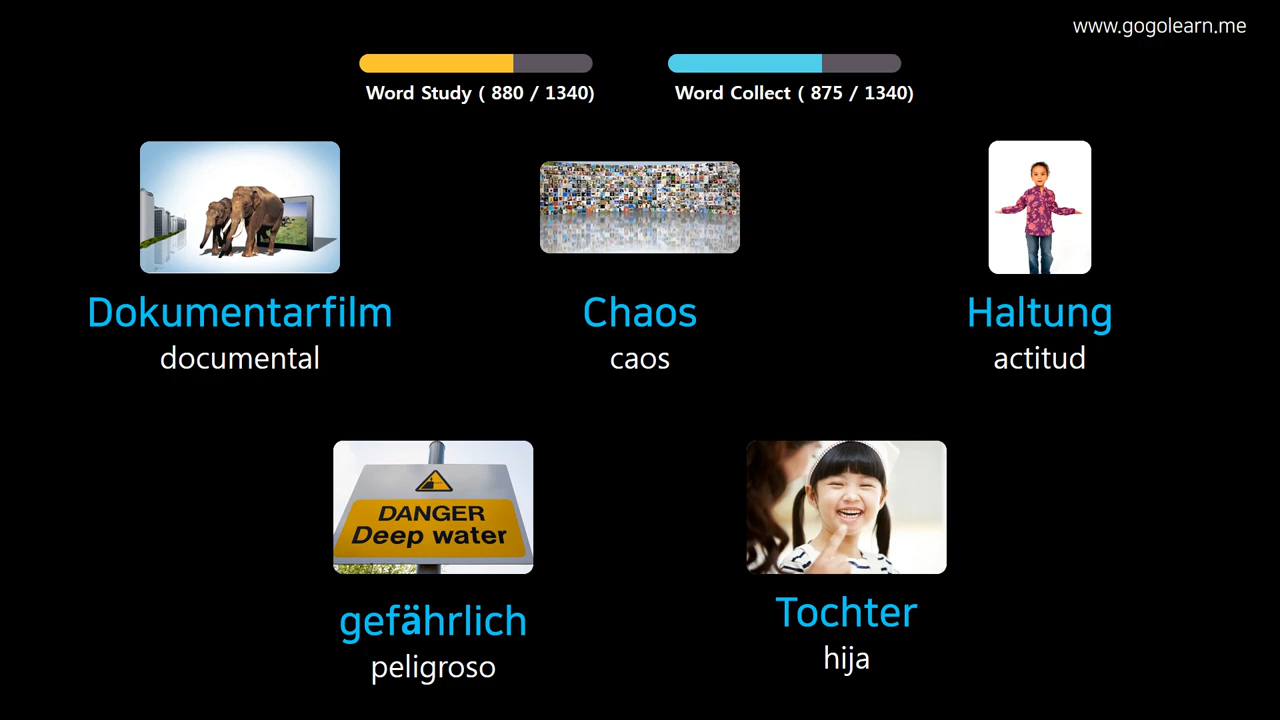 www.gogolearn.me
Word Study ( 880 / 1340)
Word Collect ( 875 / 1340)
Dokumentarfilm
documental
Chaos
caos
Haltung
actitud
DANGER
Deep water
gefährlich
peligroso
Tochter
hija